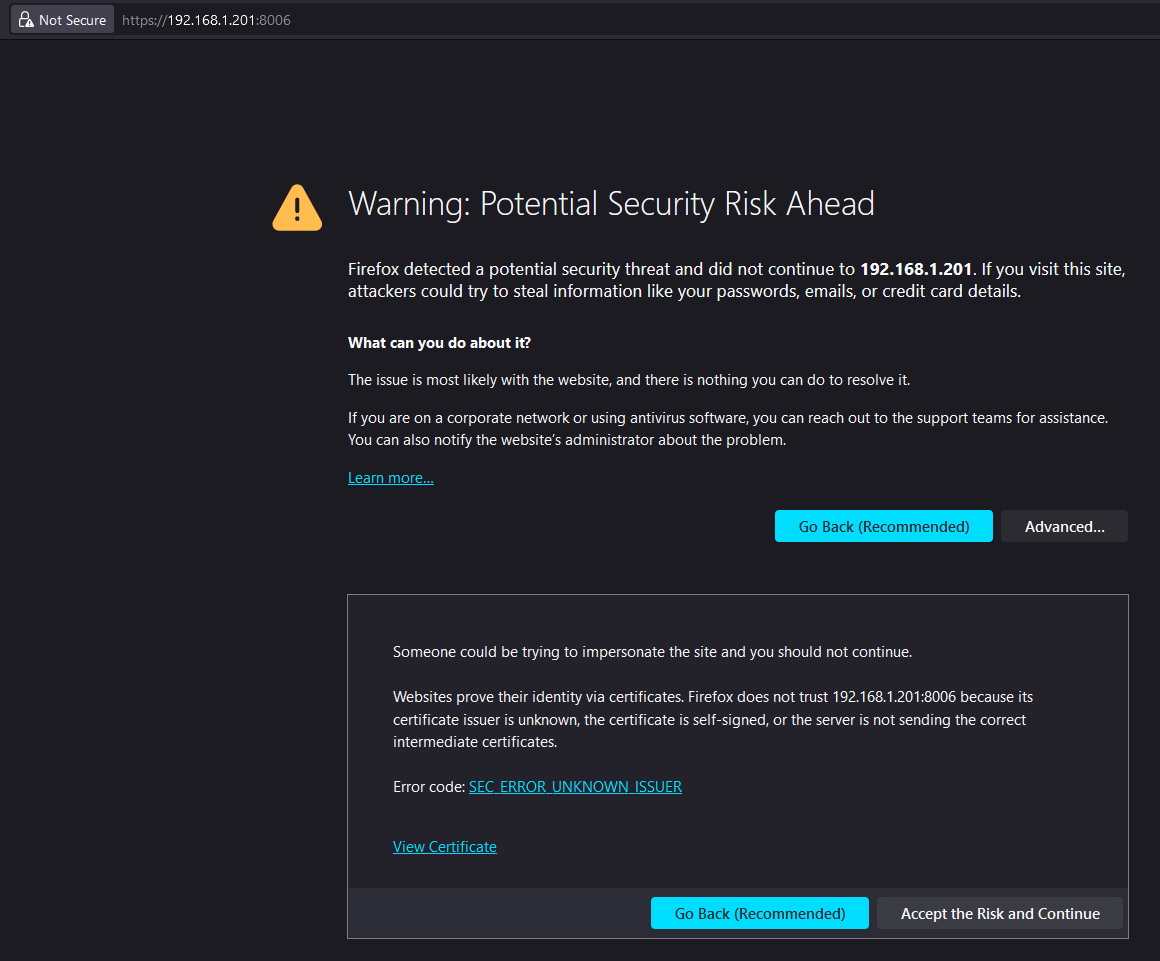 Not Secure https://192.168.1.201:8006
Warning: Potential Security Risk Ahead
Firefox detected a potential security threat and did not continue to 192.168.1.201. If you visit this site,
attackers could try to steal information like your passwords, emails, or credit card details.
What can you do about it?
The issue is most likely with the website, and there is nothing you can do to resolve it.
If you are on a corporate network or using antivirus software, you can reach out to the support teams for assistance.
You can also notify the website’s administrator about the problem.
Learn more…
Go Back (Recommended) Advanced...
Someone could be trying to impersonate the site and you should not continue.
Websites prove their identity via certificates. Firefox does not trust 192.168.1.201:8006 because its
certificate issuer is unknown, the certificate is self-signed, or the server is not sending the correct
intermediate certificates.
Error code: SEC_ERROR_UNKNOWN_ISSUER
View Certificate
Go Back (Recommended) Accept the Risk and Continue